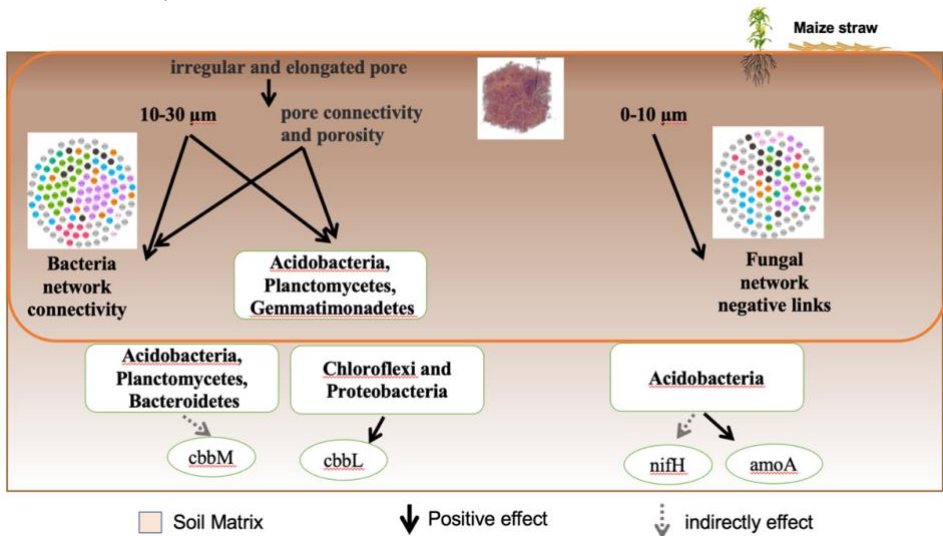 Maize straw
irregular and elongated pore
10-30 µm
pore connectivity
and porosity
0-10 µm
Bacteria
network
connectivity
Acidobacteria,
Planctomycetes,
Gemmatimonadetes
Fungal
network
negative links
Acidobacteria,
Planctomycetes,
Bacteroidetes
Chloroflexi and
Proteobacteria
Acidobacteria
cbbM
cbbL
nifH
amoA
Soil Matrix
Positive effect
indirectly effect